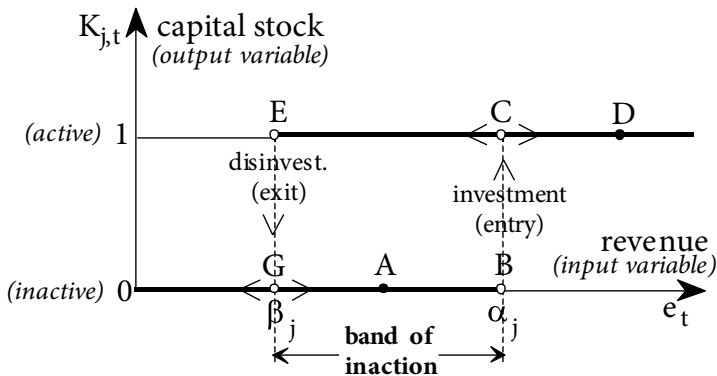 K_{j,t} capital stock
(output variable)
E C D
(active) 1
disinvest.
(exit)
investment
(entry)
revenue
(input variable)
G A B
(inactive) 0
β_j α_j e_t
band of
inaction